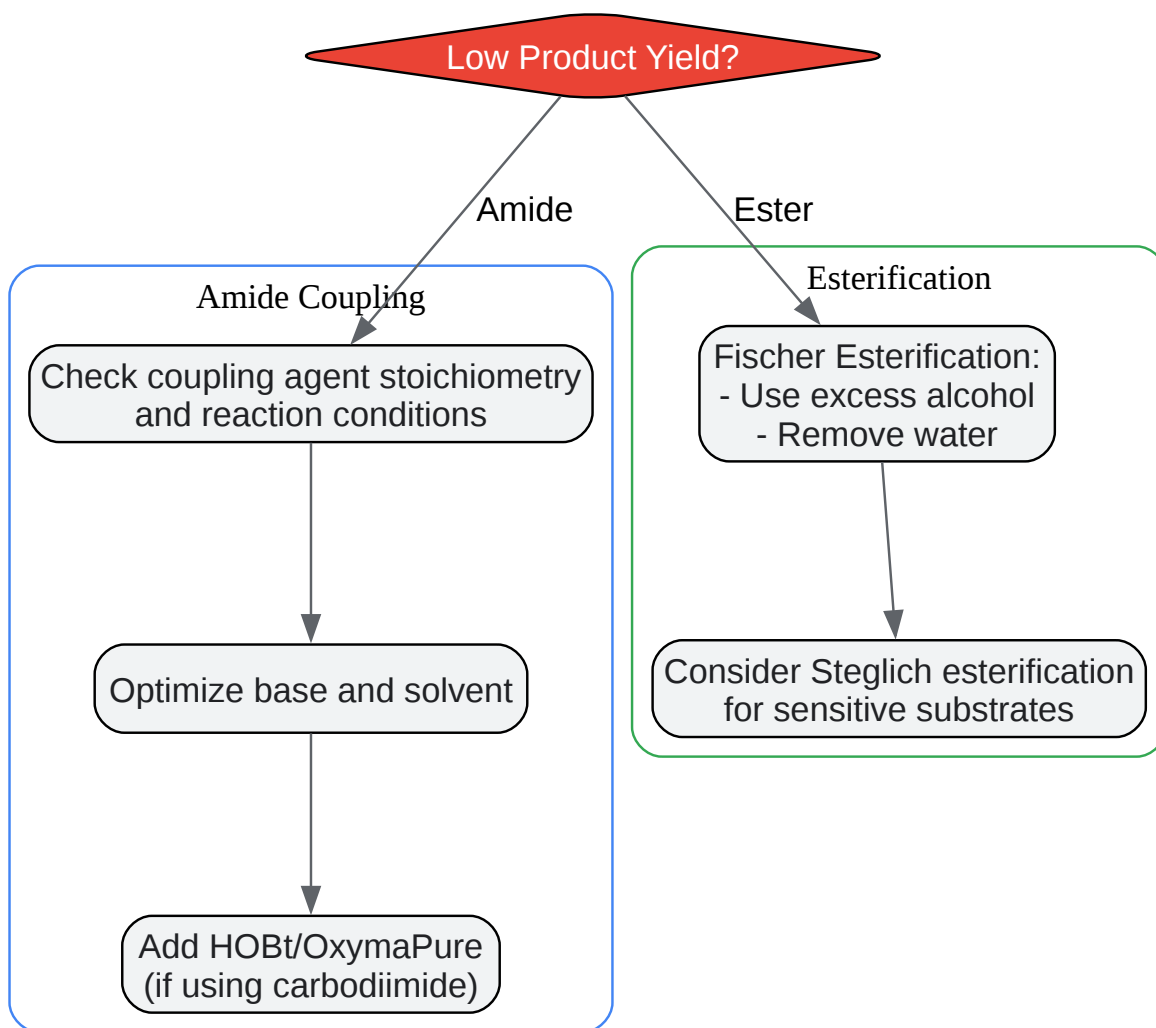 Low Product Yield?
Amide
Ester
Amide Coupling
Check coupling agent stoichiometry
and reaction conditions
Optimize base and solvent
Add HOBt/OxymaPure
(if using carbodiimide)
Esterification
Fischer Esterification:
- Use excess alcohol
- Remove water
Consider Steglich esterification
for sensitive substrates